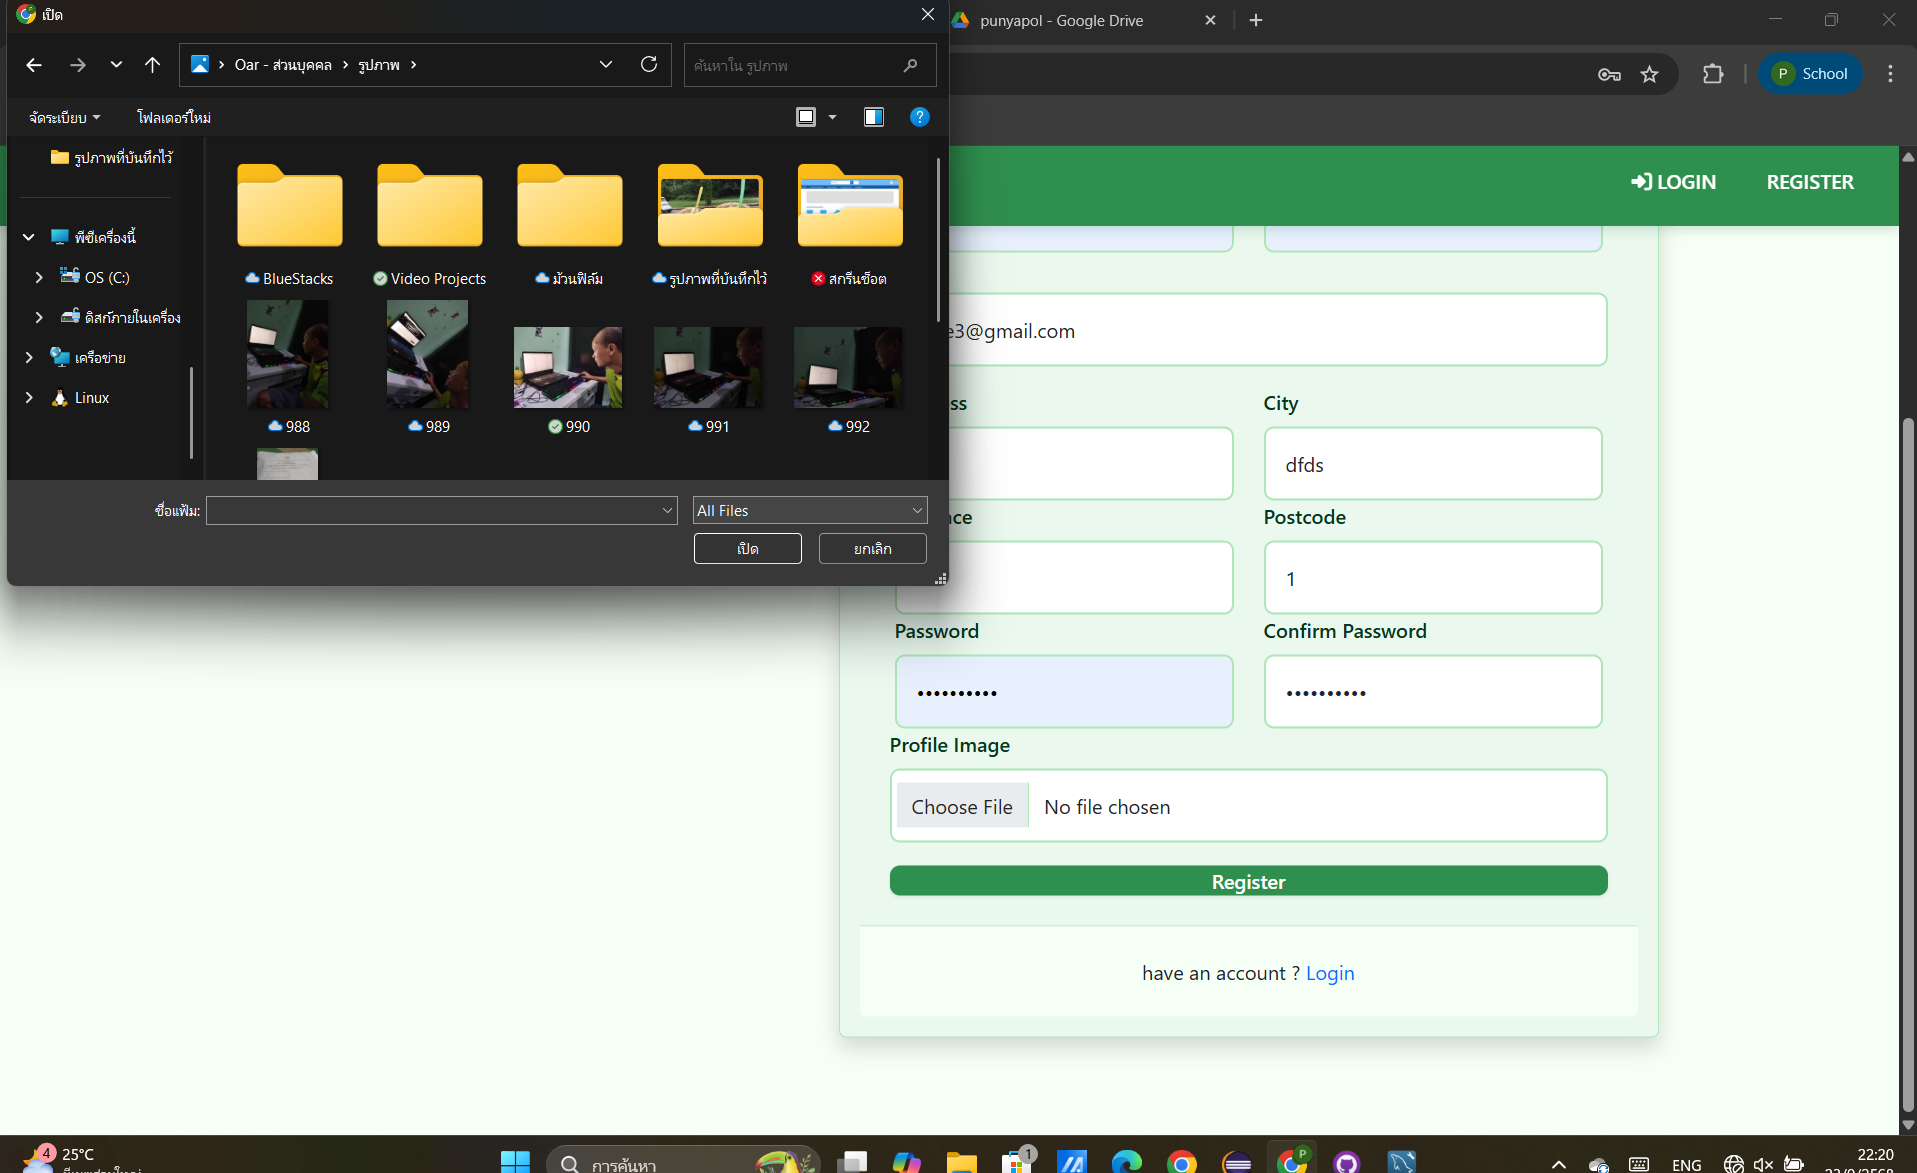 เปิด
punyapol - Google Drive
Oar - ส่วนบุคคล
รูปภาพ
ค้นหาใน รูปภาพ
School
จัดระเบียบ
โฟลเดอร์ใหม่
รูปภาพที่บันทึกไว้
LOGIN
REGISTER
พีซีเครื่องนี้
OS (C:)
ดิสก์ภายในเครื่อง
เครือข่าย
Linux
BlueStacks
Video Projects
ม้วนฟิล์ม
รูปภาพที่บันทึกไว้
สกรีนช็อต
988
989
990
991
992
ชื่อแฟ้ม:
All Files
เปิด
ยกเลิก
e3@gmail.com
ss
City
dfds
ce
Postcode
1
Password
Confirm Password
••••••••••
••••••••••
Profile Image
Choose File
No file chosen
Register
have an account ? Login
4
25°C
การค้นหา
1
P
ENG
22:20